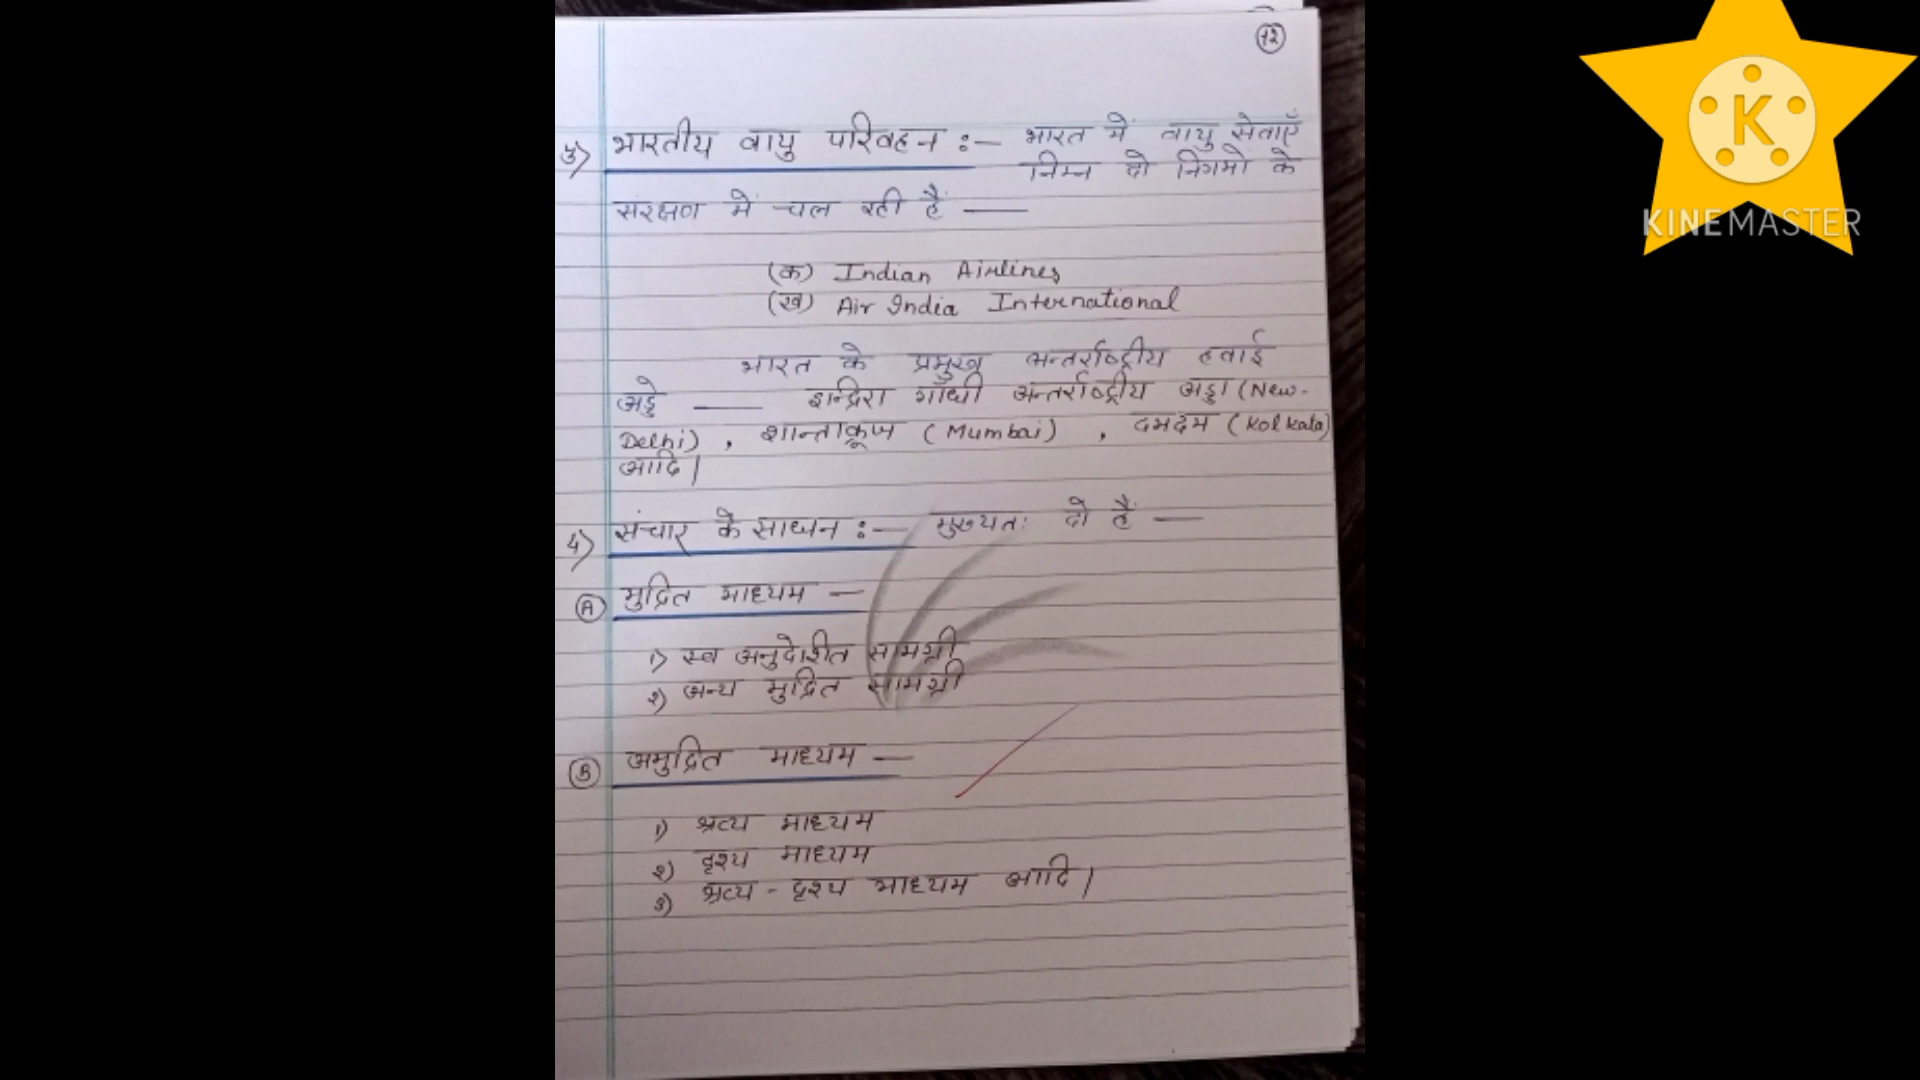 12
3) भारतीय वायु परिवहन :— भारत में वायु सेवाएँ
निम्न दो निगमो के
संरक्षण में चल रही हैं —
(क) Indian Airlines
(ख) Air India International
भारत के प्रमुख अन्तर्राष्ट्रीय हवाई
अड्डे — इन्दिरा गाँधी अन्तर्राष्ट्रीय अड्डा (New-
Delhi) , शान्ताक्रूज (Mumbai) , दमदम (Kolkata)
आदि।
4) संचार के साधन :— मुख्यतः दो हैं —
(A) मुद्रित माध्यम —
1) स्व अनुदेशीत सामग्री
2) अन्य मुद्रित सामग्री
(B) अमुद्रित माध्यम —
1) श्रव्य माध्यम
2) दृश्य माध्यम
3) श्रव्य - दृश्य माध्यम आदि।
K
KINEMASTER